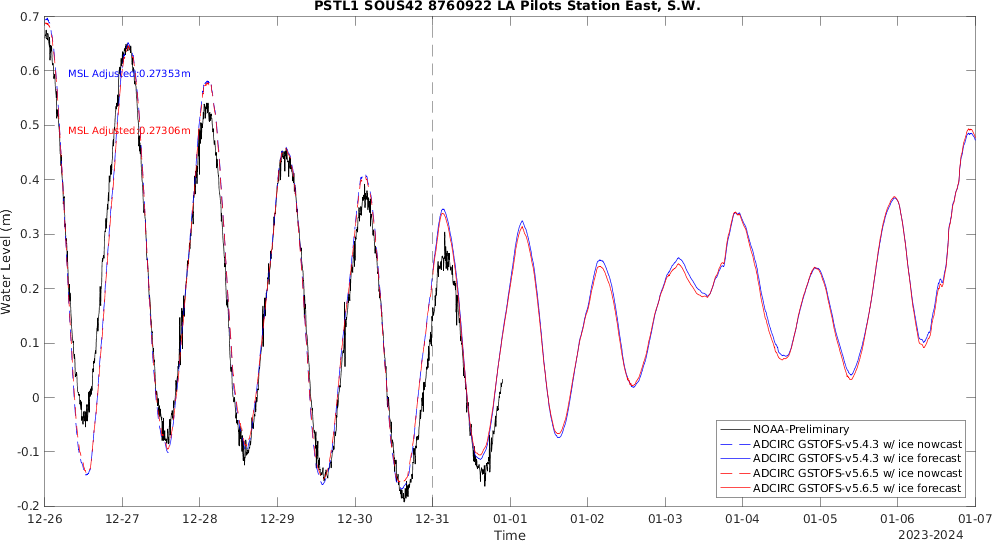 PSTL1 SOUS42 8760922 LA Pilots Station East, S.W.
0.7
0.6
0.5
0.4
0.3
0.2
0.1
0
-0.1
-0.2
Water Level (m)
MSL Adjusted:0.27353m
MSL Adjusted:0.27306m
NOAA-Preliminary
ADCIRC GSTOFS-v5.4.3 w/ ice nowcast
ADCIRC GSTOFS-v5.4.3 w/ ice forecast
ADCIRC GSTOFS-v5.6.5 w/ ice nowcast
ADCIRC GSTOFS-v5.6.5 w/ ice forecast
12-26 12-27 12-28 12-29 12-30 12-31 01-01 01-02 01-03 01-04 01-05 01-06 01-07
Time
2023-2024